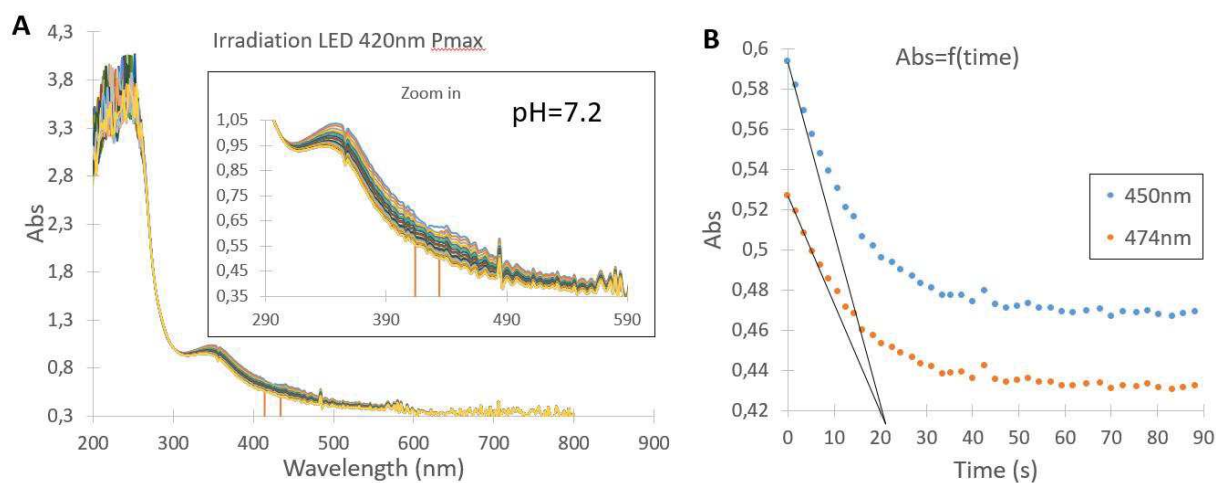 A
Irradiation LED 420nm Pmax
Abs
4,3
3,8
3,3
2,8
2,3
1,8
1,3
0,8
0,3
200 300 400 500 600 700 800 900
Wavelength (nm)
Zoom in
pH=7.2
1,05
0,95
0,85
0,75
0,65
0,55
0,45
0,35
290 390 490 590
B
Abs=f(time)
Abs
0,6
0,58
0,56
0,54
0,52
0,5
0,48
0,46
0,44
0,42
0 10 20 30 40 50 60 70 80 90
Time (s)
450nm
474nm